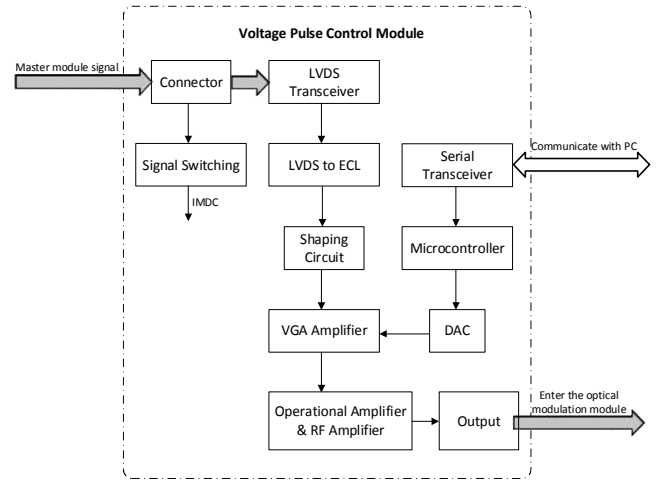 Voltage Pulse Control Module
Master module signal
Connector
LVDS
Transceiver
Signal Switching
LVDS to ECL
Serial
Transceiver
Communicate with PC
IMDC
Shaping
Circuit
Microcontroller
VGA Amplifier
DAC
Operational Amplifier
& RF Amplifier
Output
Enter the optical
modulation module